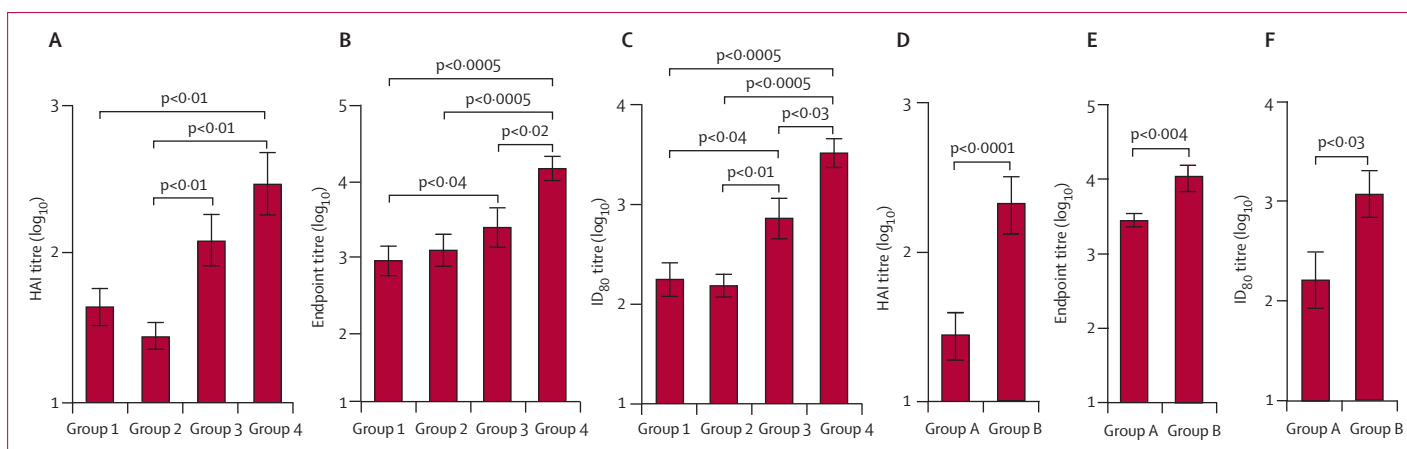 A
HAI titre (log10)
3
2
1
p<0·01
p<0·01
p<0·01
Group 1 Group 2 Group 3 Group 4
B
Endpoint titre (log10)
5
4
3
2
1
p<0·0005
p<0·0005
p<0·02
p<0·04
Group 1 Group 2 Group 3 Group 4
C
ID80 titre (log10)
4
3
2
1
p<0·0005
p<0·0005
p<0·03
p<0·04
p<0·01
Group 1 Group 2 Group 3 Group 4
D
HAI titre (log10)
3
2
1
p<0·0001
Group A Group B
E
Endpoint titre (log10)
5
4
3
2
1
p<0·004
Group A Group B
F
ID80 titre (log10)
4
3
2
1
p<0·03
Group A Group B